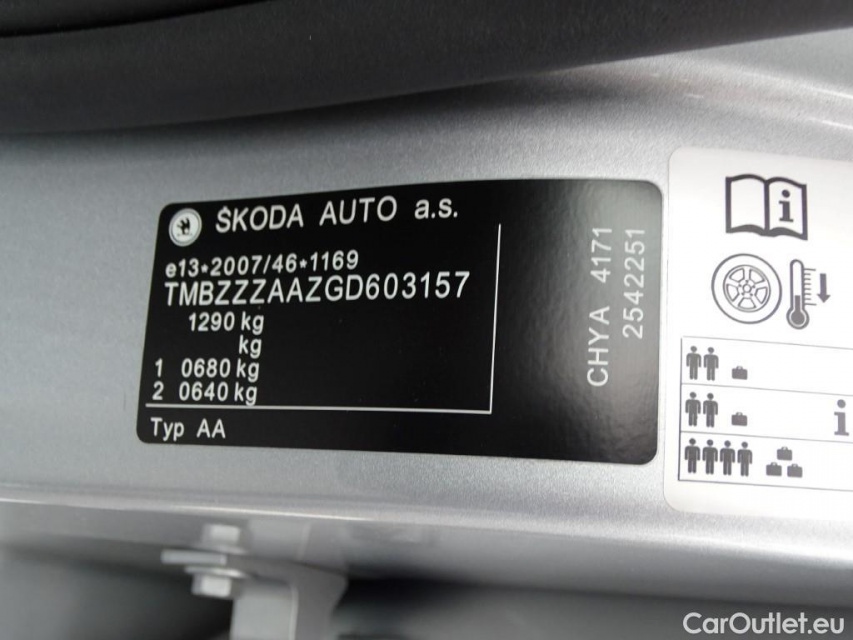 ŠKODA AUTO a.s.
e13*2007/46*1169
TMBZZZAAZGD603157
1290 kg
kg
1 0680 kg
2 0640 kg
Typ AA
CHYA 4171
2542251
i
i
CarOutlet.eu